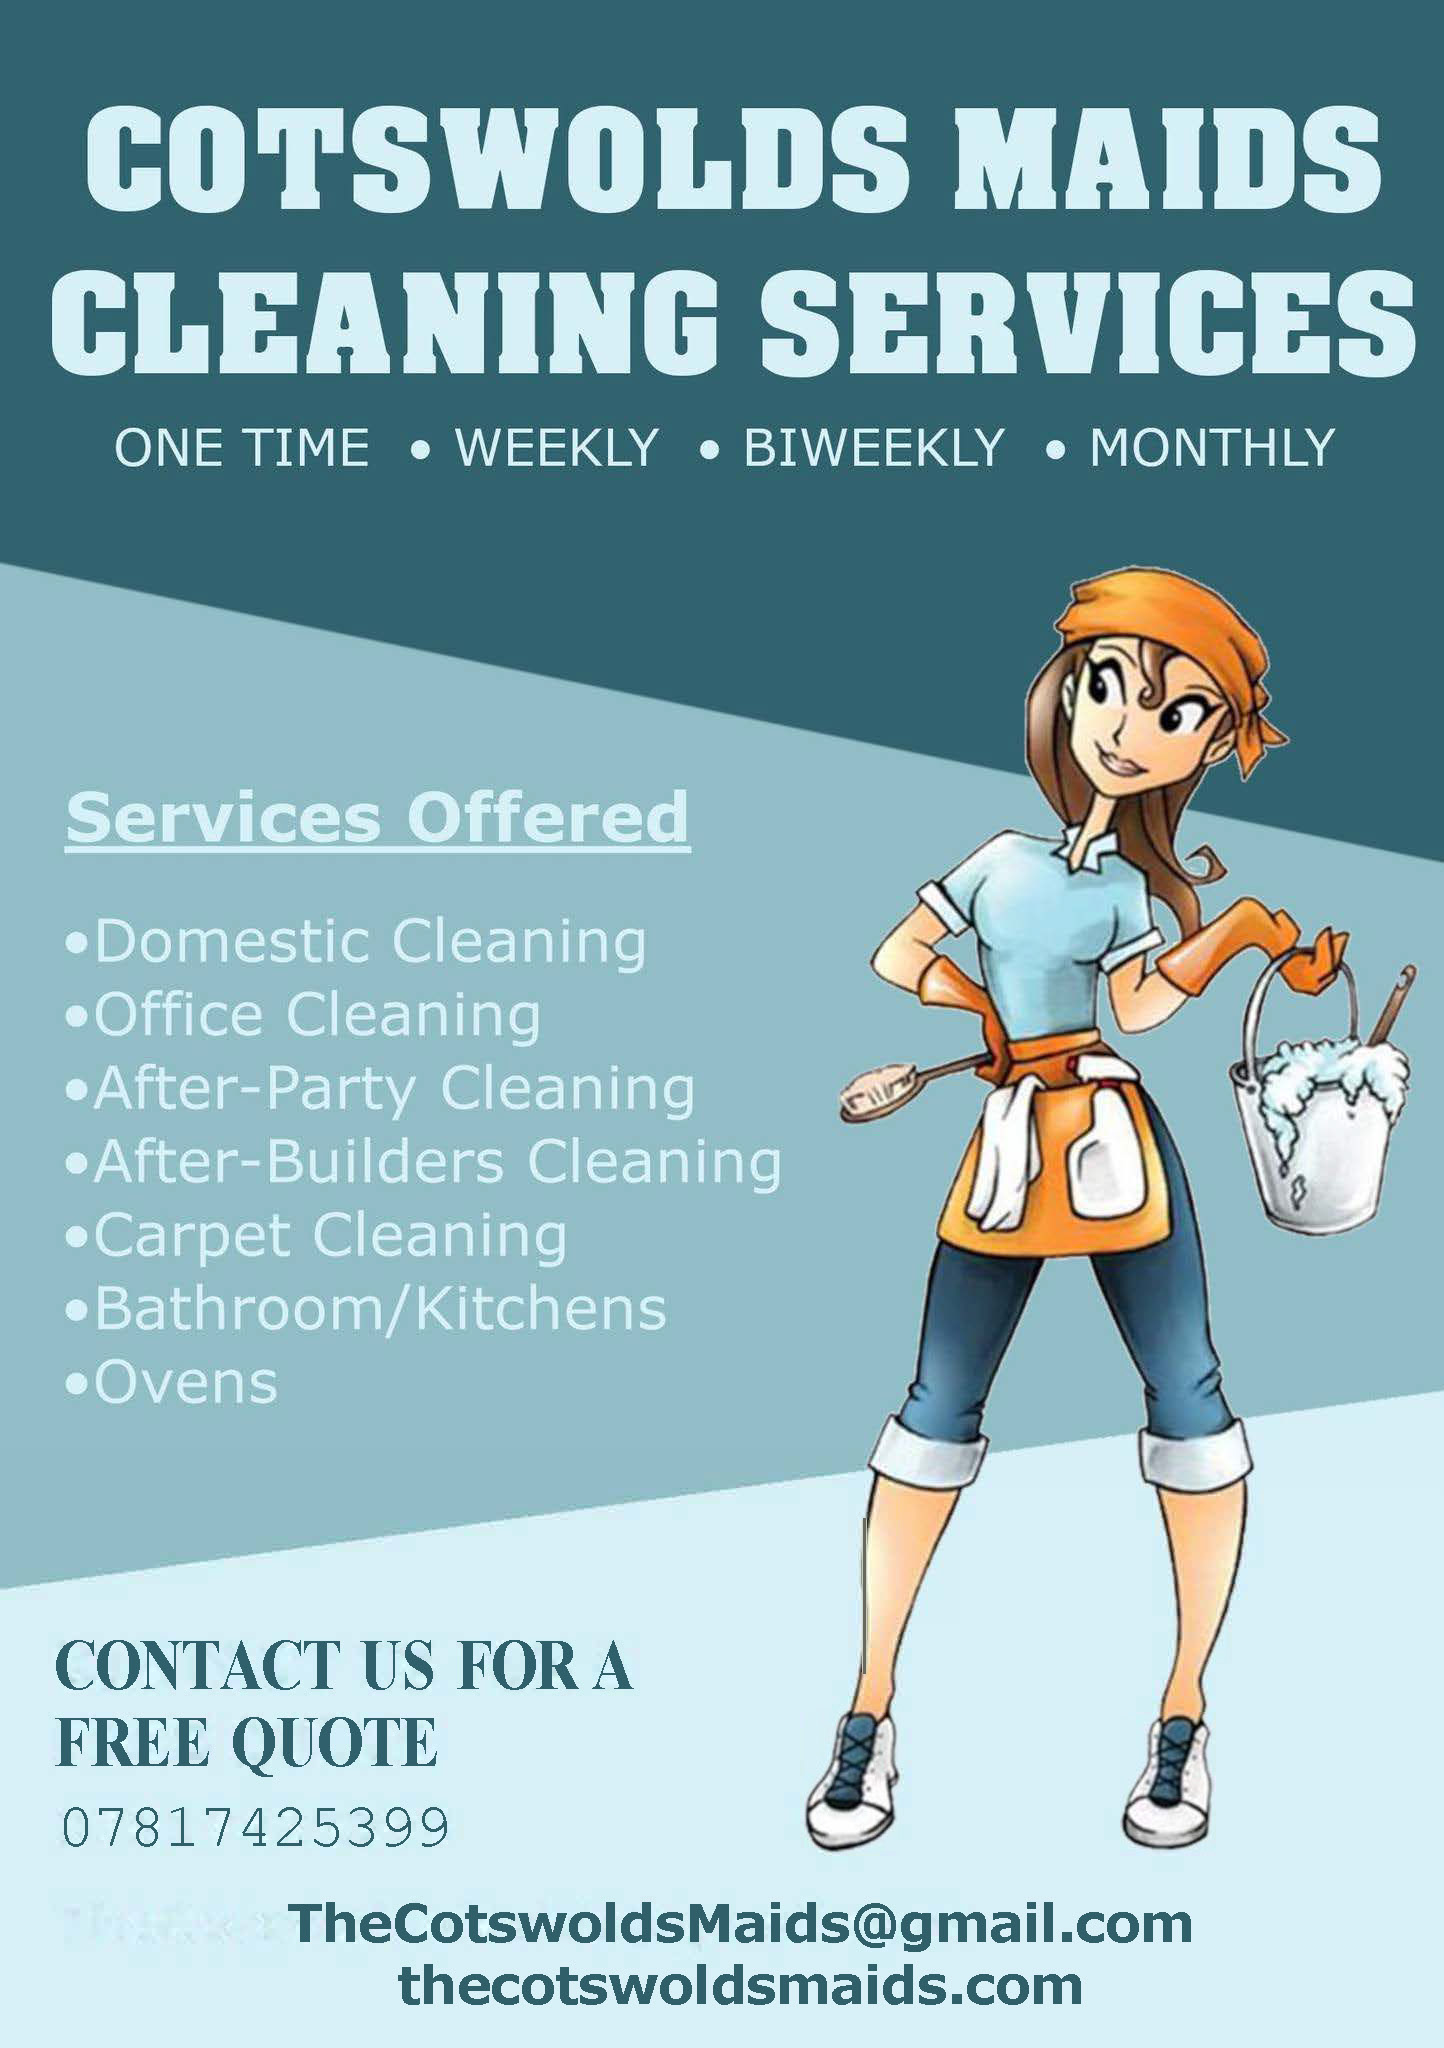 COTSWOLDS MAIDS
CLEANING SERVICES
ONE TIME • WEEKLY • BIWEEKLY • MONTHLY
Services Offered
•Domestic Cleaning
•Office Cleaning
•After-Party Cleaning
•After-Builders Cleaning
•Carpet Cleaning
•Bathroom/Kitchens
•Ovens
CONTACT US FOR A
FREE QUOTE
07817425399
TheCotswoldsMaids@gmail.com
thecotswoldsmaids.com